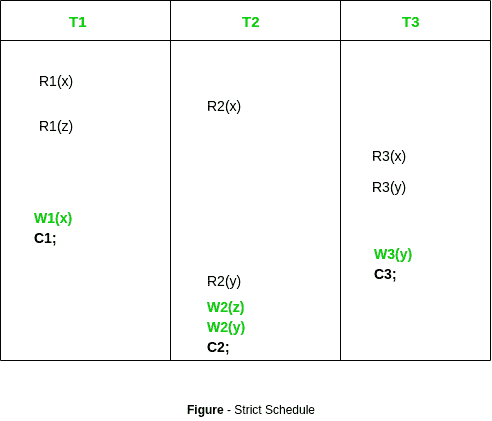 T1 T2 T3
R1(x)
R2(x)
R1(z)
R3(x)
R3(y)
W1(x)
C1;
W3(y)
C3;
R2(y)
W2(z)
W2(y)
C2;
Figure - Strict Schedule